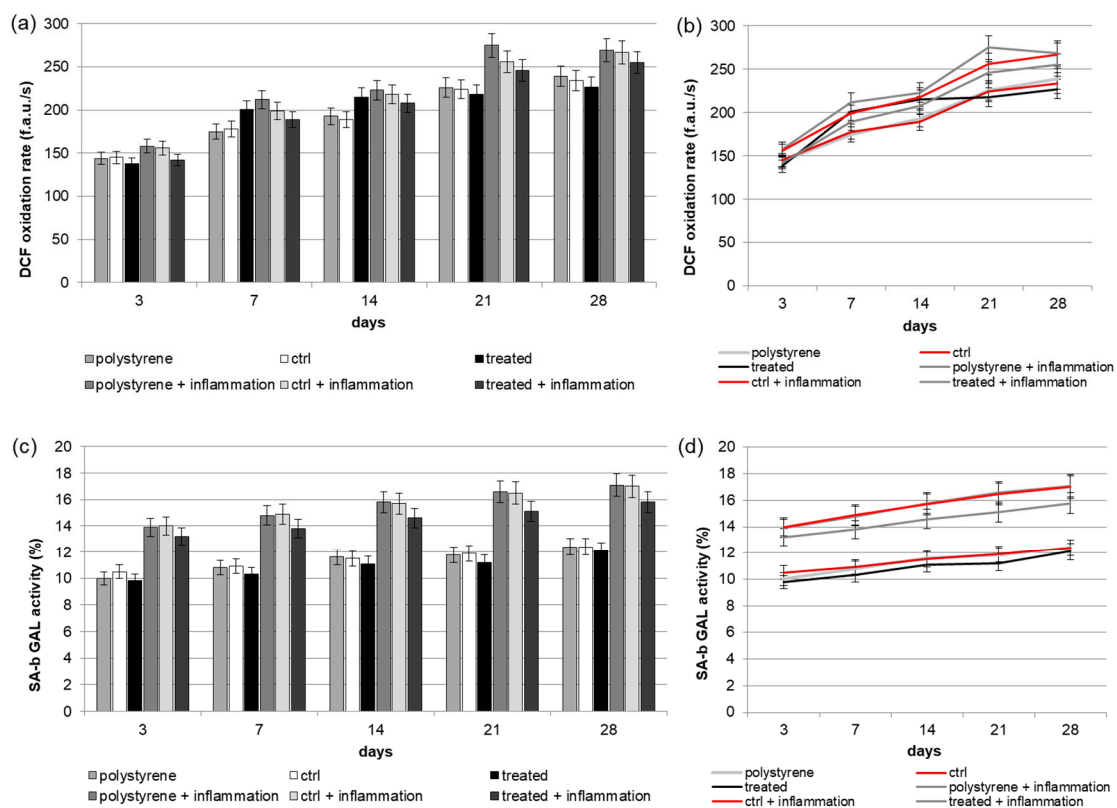 (a)
DCF oxidation rate (f.a.u./s)
300
250
200
150
100
50
0
3 7 14 21 28
days
polystyrene ctrl treated
polystyrene + inflammation ctrl + inflammation treated + inflammation
(b)
DCF oxidation rate (f.a.u./s)
300
250
200
150
100
50
0
3 7 14 21 28
days
polystyrene ctrl
treated polystyrene + inflammation
ctrl + inflammation treated + inflammation
(c)
SA-b GAL activity (%)
20
18
16
14
12
10
8
6
4
2
0
3 7 14 21 28
days
polystyrene ctrl treated
polystyrene + inflammation ctrl + inflammation treated + inflammation
(d)
SA-b GAL activity (%)
20
18
16
14
12
10
8
6
4
2
0
3 7 14 21 28
days
polystyrene ctrl
treated polystyrene + inflammation
ctrl + inflammation treated + inflammation